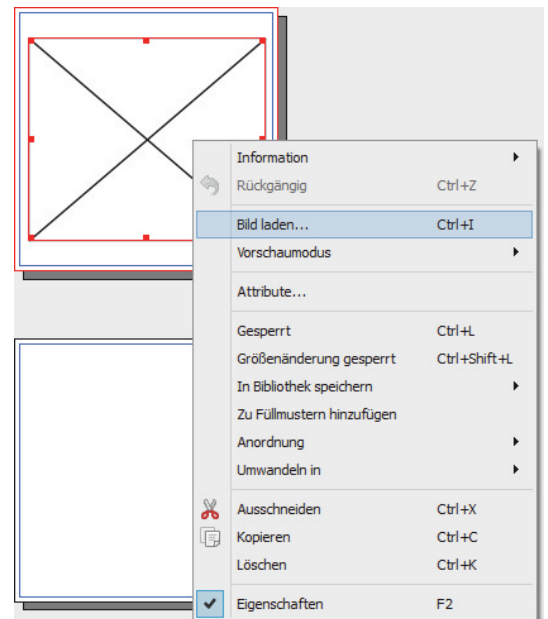 Information
Rückgängig Ctrl+Z
Bild laden... Ctrl+I
Vorschaumodus
Attribute...
Gesperrt Ctrl+L
Größenänderung gesperrt Ctrl+Shift+L
In Bibliothek speichern
Zu Füllmustern hinzufügen
Anordnung
Umwandeln in
Ausschneiden Ctrl+X
Kopieren Ctrl+C
Löschen Ctrl+K
Eigenschaften F2